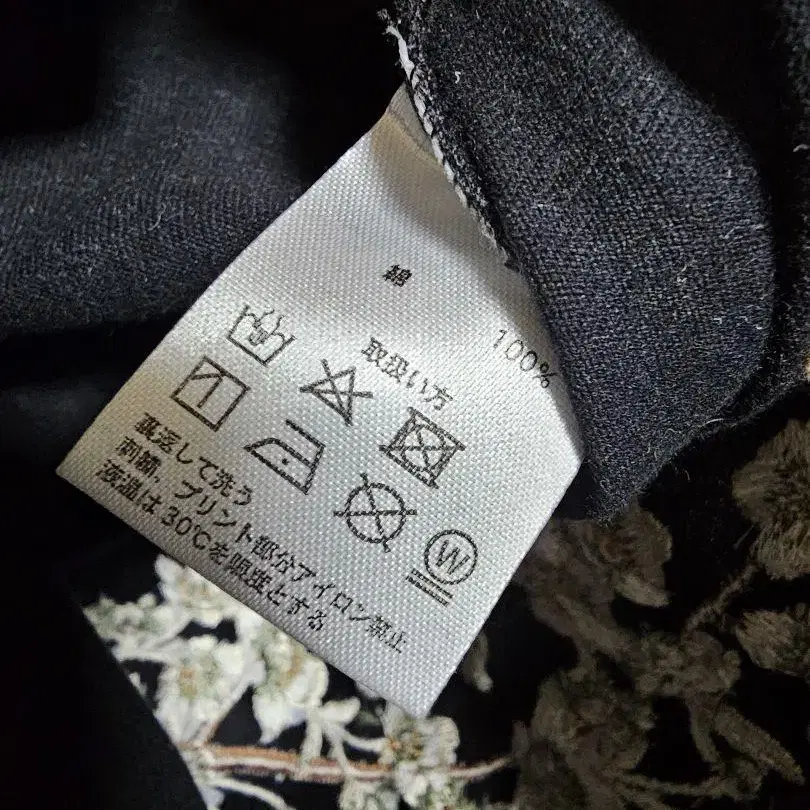 綿 100%
取扱い方
W
裏返して洗う
刺繍、プリント部分アイロン禁止
液温は30℃を限度とする